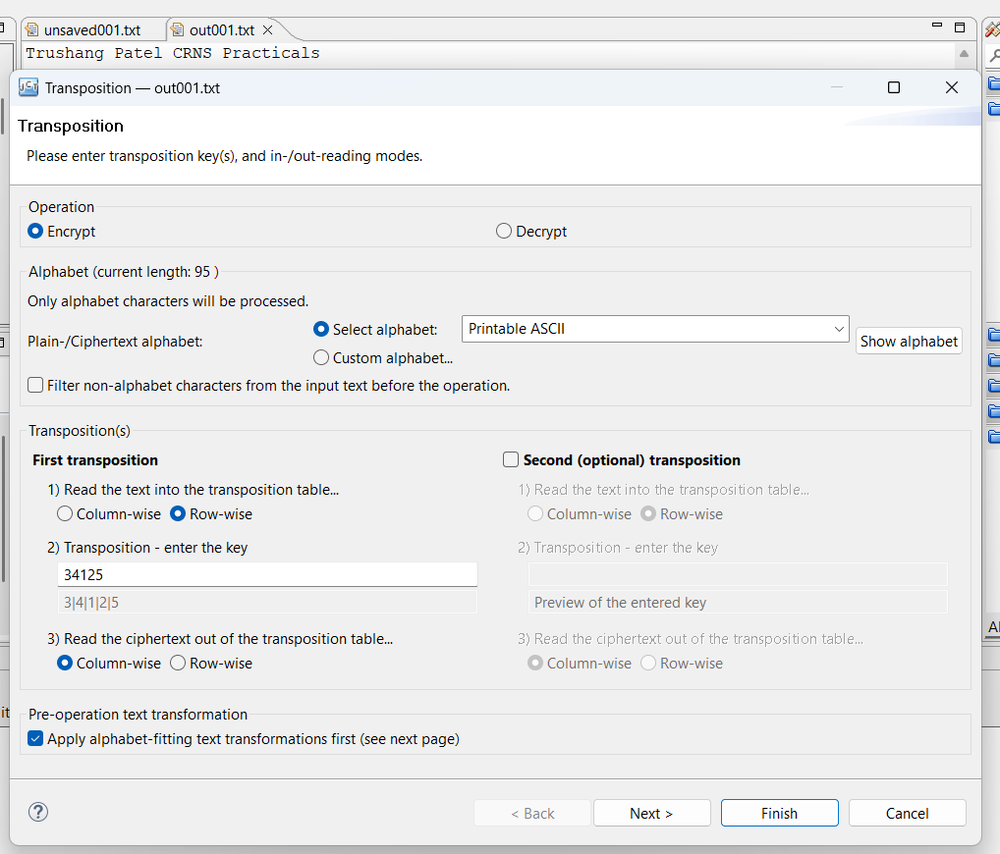 unsaved001.txt out001.txt
Trushang Patel CRNS Practicals
Transposition — out001.txt
Transposition
Please enter transposition key(s), and in-/out-reading modes.
Operation
Encrypt Decrypt
Alphabet (current length: 95 )
Only alphabet characters will be processed.
Plain-/Ciphertext alphabet:
Select alphabet: Printable ASCII
Show alphabet
Custom alphabet...
Filter non-alphabet characters from the input text before the operation.
Transposition(s)
First transposition Second (optional) transposition
1) Read the text into the transposition table... 1) Read the text into the transposition table...
Column-wise Row-wise Column-wise Row-wise
2) Transposition - enter the key 2) Transposition - enter the key
34125
3|4|1|2|5 Preview of the entered key
3) Read the ciphertext out of the transposition table... 3) Read the ciphertext out of the transposition table...
Column-wise Row-wise Column-wise Row-wise
Pre-operation text transformation
Apply alphabet-fitting text transformations first (see next page)
? < Back Next > Finish Cancel